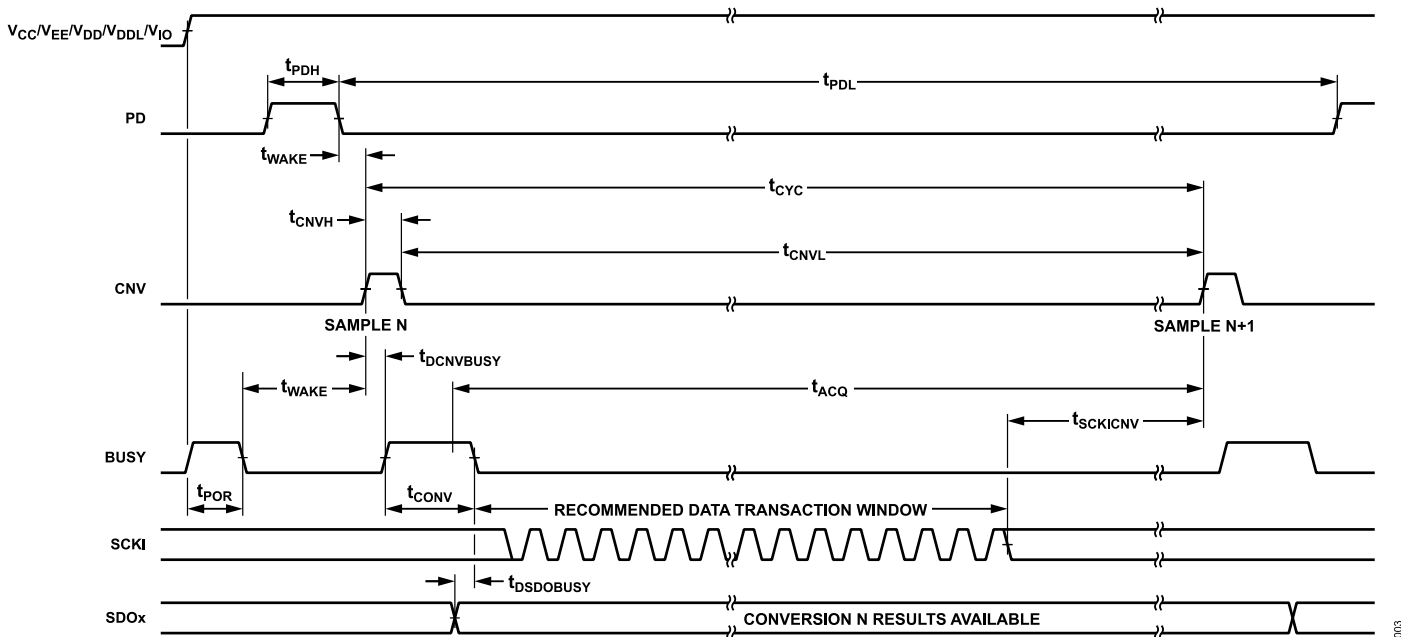 VCC/VEE/VDD/VDDL/VIO
tPDH
tPDL
PD
tWAKE
tCYC
tCNVH
tCNVL
CNV
SAMPLE N
SAMPLE N+1
tDCNVBUSY
tWAKE
tACQ
tSCKICNV
BUSY
tPOR
tCONV
RECOMMENDED DATA TRANSACTION WINDOW
SCKI
tDSDOBUSY
SDOx
CONVERSION N RESULTS AVAILABLE
003